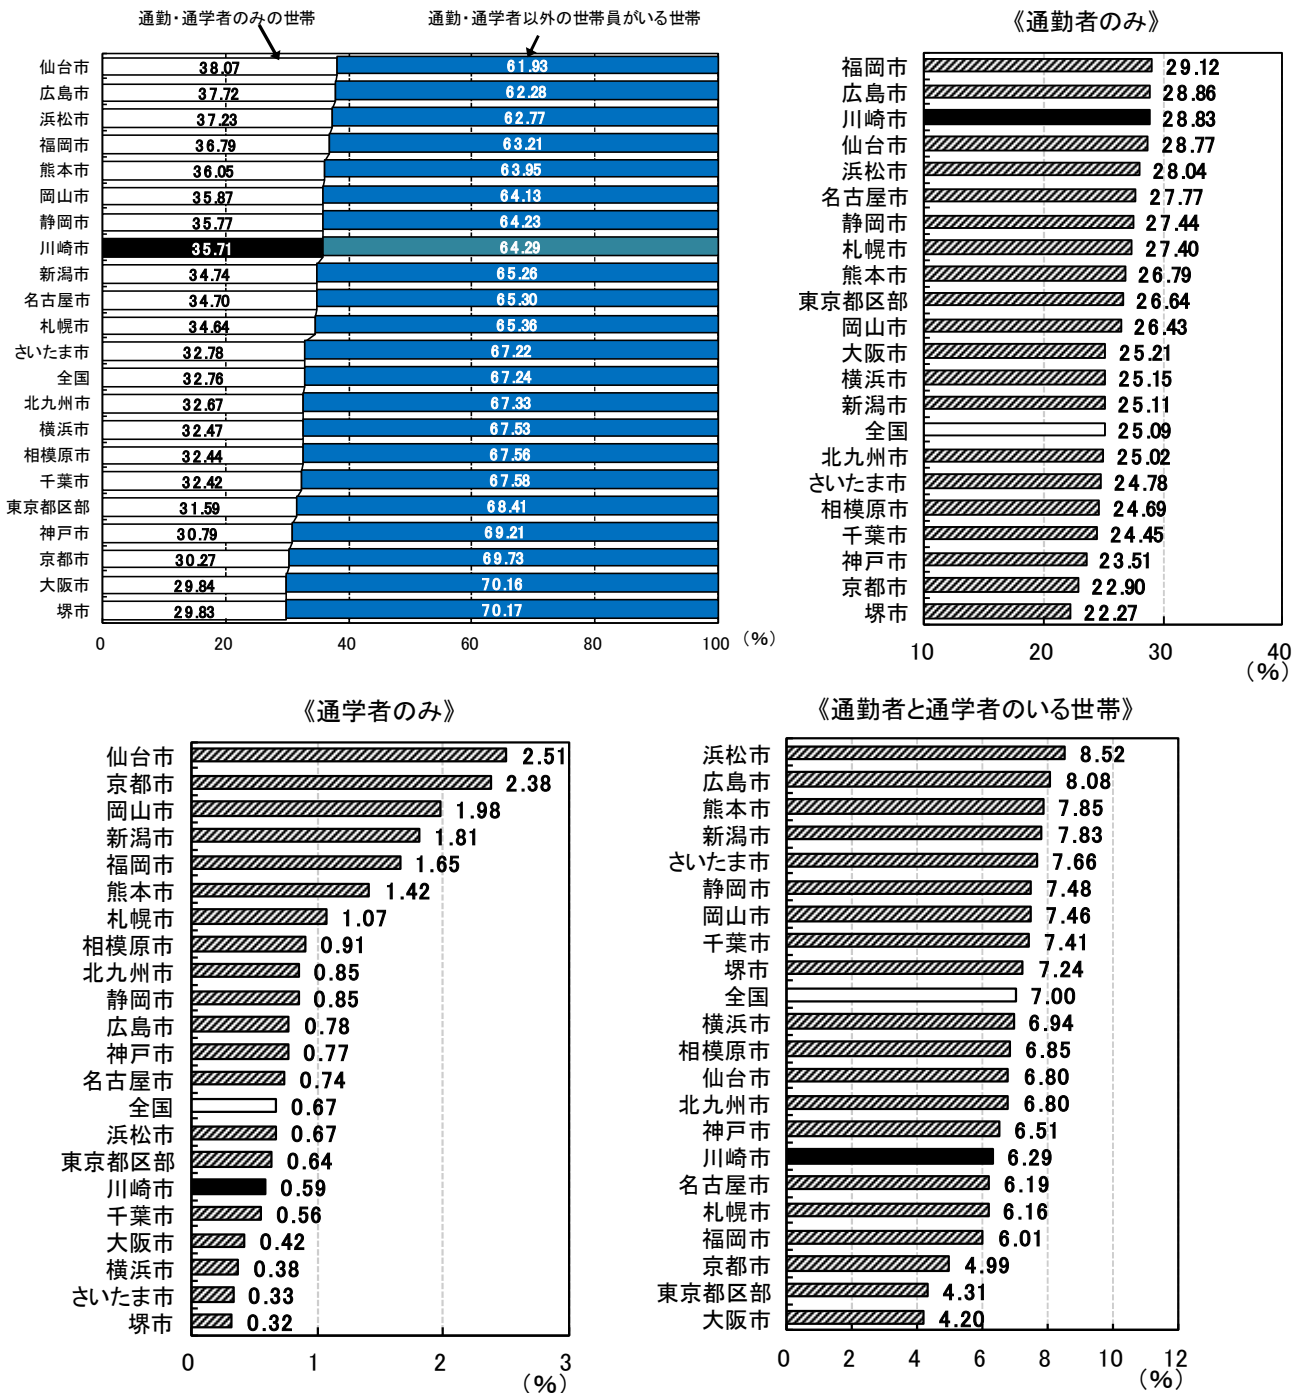 通勤・通学者のみの世帯
通勤・通学者以外の世帯員がいる世帯
仙台市 38.07 61.93
広島市 37.72 62.28
浜松市 37.23 62.77
福岡市 36.79 63.21
熊本市 36.05 63.95
岡山市 35.87 64.13
静岡市 35.77 64.23
川崎市 35.71 64.29
新潟市 34.74 65.26
名古屋市 34.70 65.30
札幌市 34.64 65.36
さいたま市 32.78 67.22
全国 32.76 67.24
北九州市 32.67 67.33
横浜市 32.47 67.53
相模原市 32.44 67.56
千葉市 32.42 67.58
東京都区部 31.59 68.41
神戸市 30.79 69.21
京都市 30.27 69.73
大阪市 29.84 70.16
堺市 29.83 70.17
0 20 40 60 80 100 (%)
《通勤者のみ》
福岡市 29.12
広島市 28.86
川崎市 28.83
仙台市 28.77
浜松市 28.04
名古屋市 27.77
静岡市 27.44
札幌市 27.40
熊本市 26.79
東京都区部 26.64
岡山市 26.43
大阪市 25.21
横浜市 25.15
新潟市 25.11
全国 25.09
北九州市 25.02
さいたま市 24.78
相模原市 24.69
千葉市 24.45
神戸市 23.51
京都市 22.90
堺市 22.27
10 20 30 40
(%)
《通学者のみ》
仙台市 2.51
京都市 2.38
岡山市 1.98
新潟市 1.81
福岡市 1.65
熊本市 1.42
札幌市 1.07
相模原市 0.91
北九州市 0.85
静岡市 0.85
広島市 0.78
神戸市 0.77
名古屋市 0.74
全国 0.67
浜松市 0.67
東京都区部 0.64
川崎市 0.59
千葉市 0.56
大阪市 0.42
横浜市 0.38
さいたま市 0.33
堺市 0.32
0 1 2 3
(%)
《通勤者と通学者のいる世帯》
浜松市 8.52
広島市 8.08
熊本市 7.85
新潟市 7.83
さいたま市 7.66
静岡市 7.48
岡山市 7.46
千葉市 7.41
堺市 7.24
全国 7.00
横浜市 6.94
相模原市 6.85
仙台市 6.80
北九州市 6.80
神戸市 6.51
川崎市 6.29
名古屋市 6.19
札幌市 6.16
福岡市 6.01
京都市 4.99
東京都区部 4.31
大阪市 4.20
0 2 4 6 8 10 12
(%)